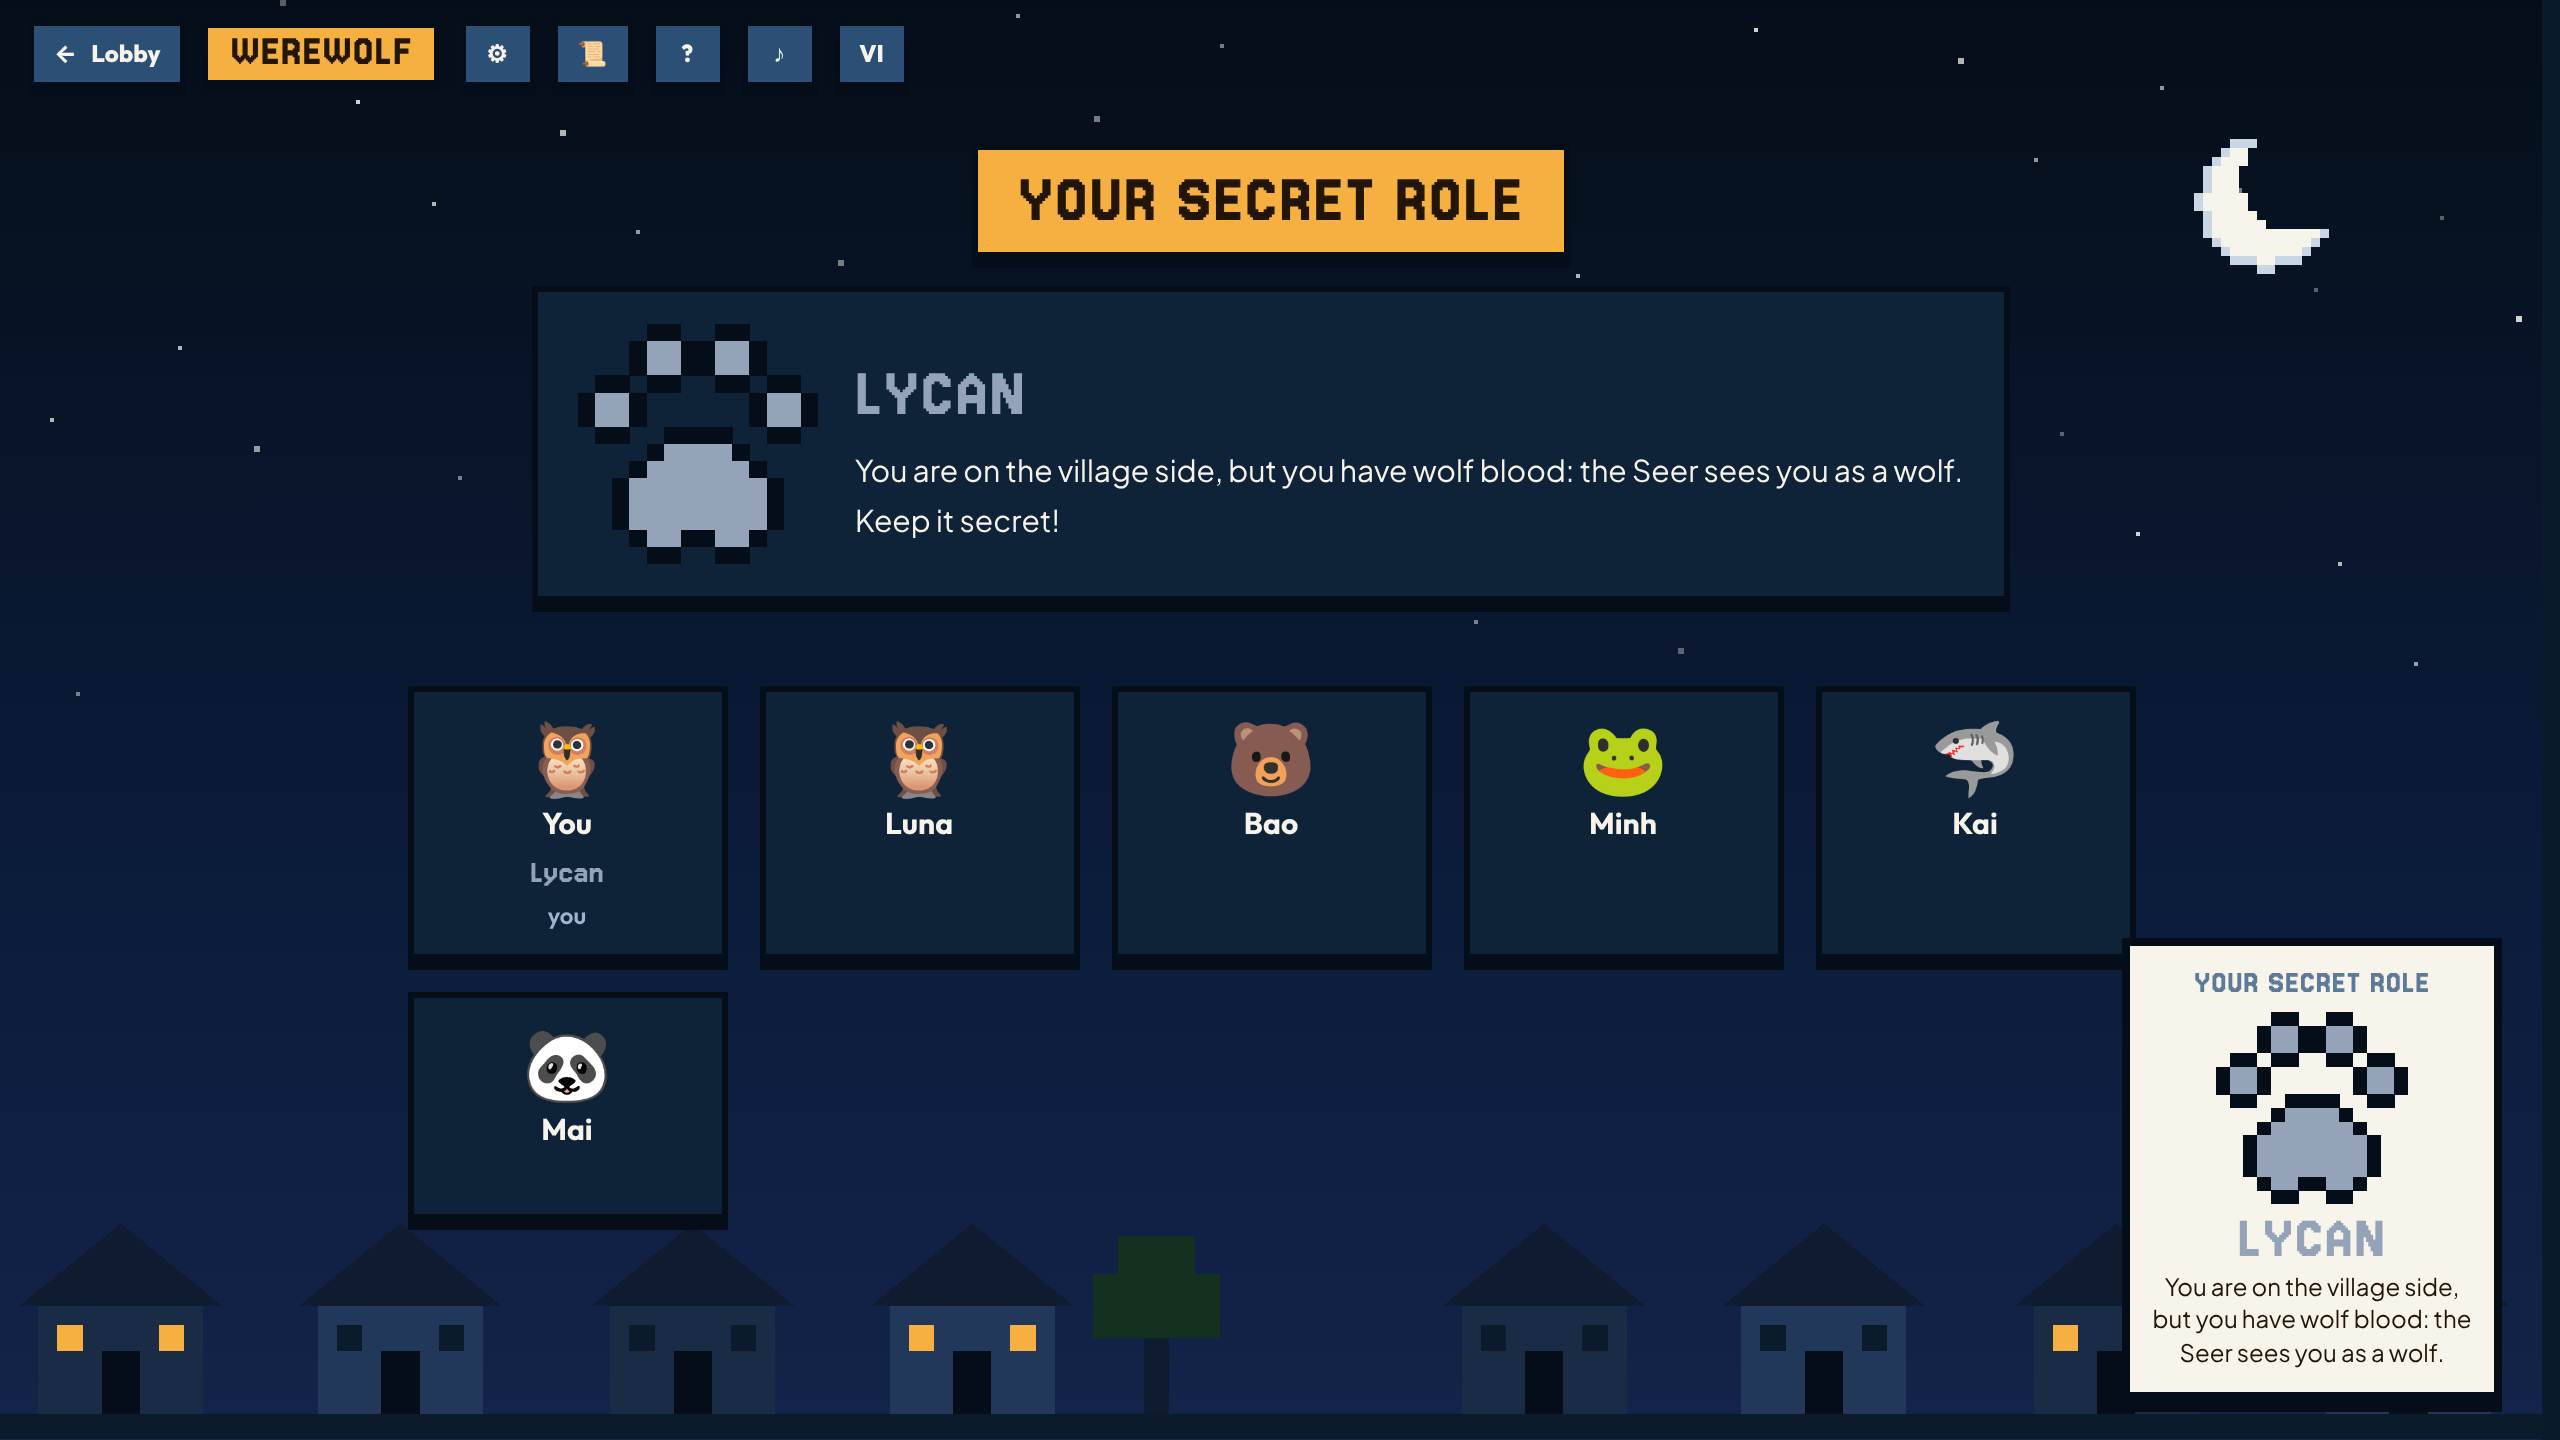 ← Lobby
WEREWOLF
?
♪
VI
YOUR SECRET ROLE
LYCAN
You are on the village side, but you have wolf blood: the Seer sees you as a wolf.
Keep it secret!
You
Lycan
you
Luna
Bao
Minh
Kai
Mai
YOUR SECRET ROLE
LYCAN
You are on the village side,
but you have wolf blood: the
Seer sees you as a wolf.